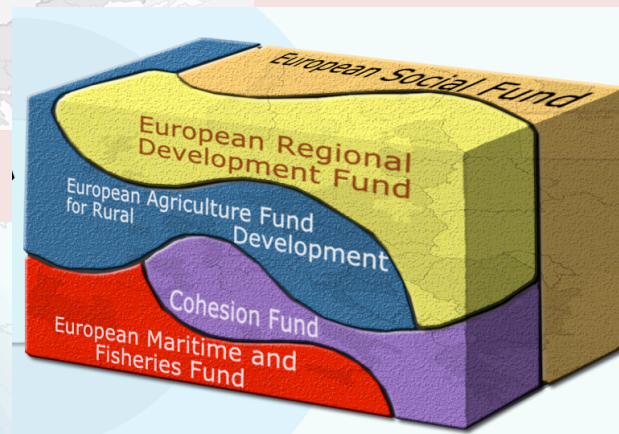 European Social Fund
European Regional
Development Fund
European Agriculture Fund
for Rural
Development
Cohesion Fund
European Maritime and
Fisheries Fund